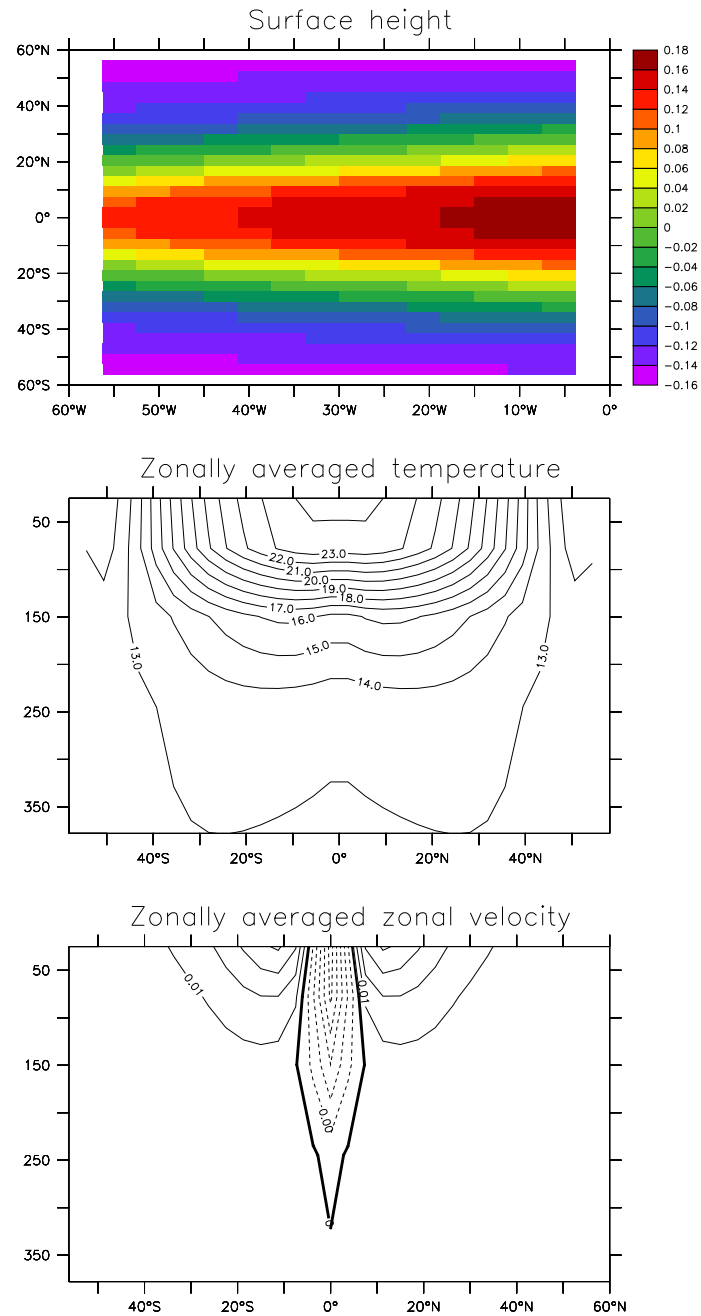 Surface height
60°N
40°N
20°N
0°
20°S
40°S
60°S
60°W
50°W
40°W
30°W
20°W
10°W
0°
0.18
0.16
0.14
0.12
0.1
0.08
0.06
0.04
0.02
0
−0.02
−0.04
−0.06
−0.08
−0.1
−0.12
−0.14
−0.16
Zonally averaged temperature
50
150
250
350
23.0
22.0
21.0
20.0
19.0
18.0
17.0
16.0
15.0
14.0
13.0
13.0
40°S
20°S
0°
20°N
40°N
Zonally averaged zonal velocity
50
150
250
350
0.01
0.01
0.00
0
40°S
20°S
0°
20°N
40°N
60°N